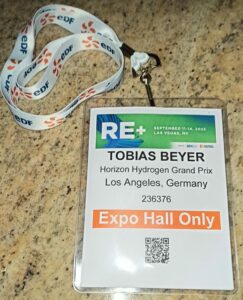 edf
edf
edf
RE+
SEPTEMBER 11-14, 2023
LAS VEGAS, NV
TOBIAS BEYER
Horizon Hydrogen Grand Prix
Los Angeles, Germany
236376
Expo Hall Only